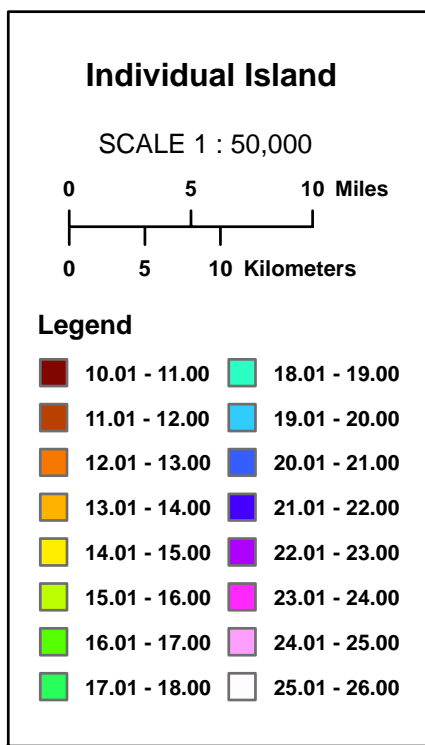 Individual Island
SCALE 1 : 50,000
0 5 10 Miles
0 5 10 Kilometers
Legend
10.01 - 11.00 18.01 - 19.00
11.01 - 12.00 19.01 - 20.00
12.01 - 13.00 20.01 - 21.00
13.01 - 14.00 21.01 - 22.00
14.01 - 15.00 22.01 - 23.00
15.01 - 16.00 23.01 - 24.00
16.01 - 17.00 24.01 - 25.00
17.01 - 18.00 25.01 - 26.00